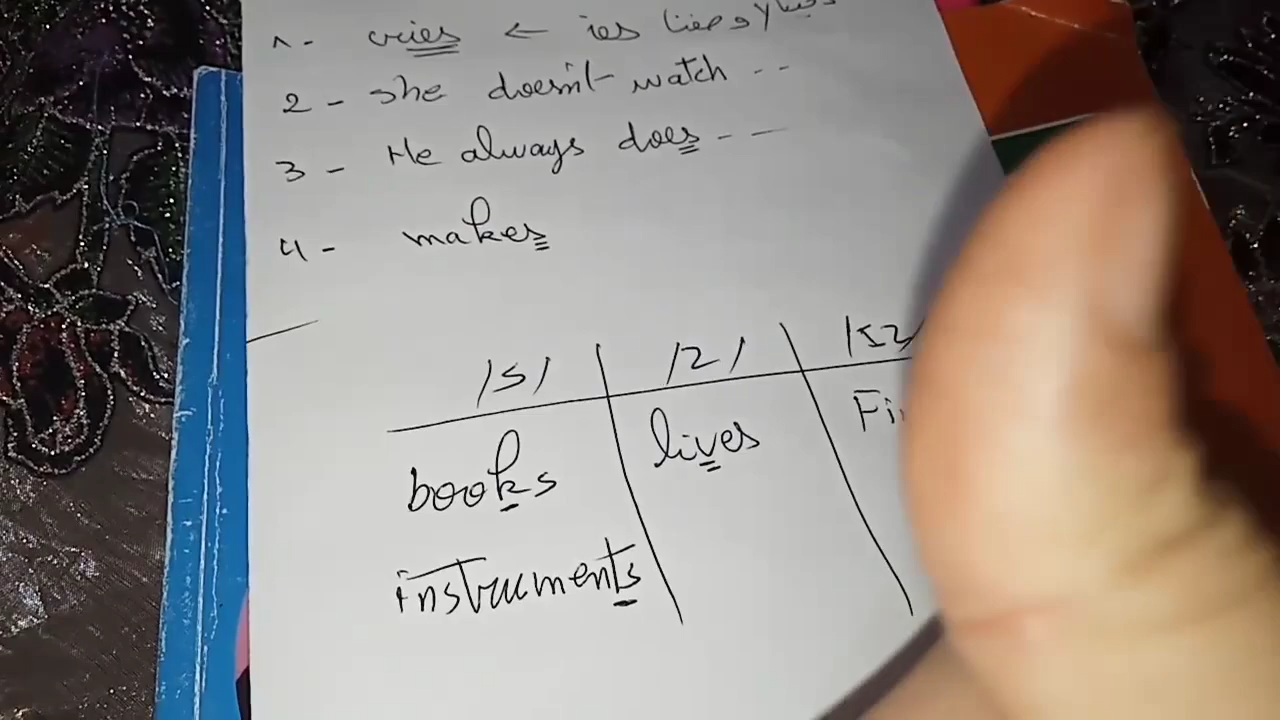 1 - cries ← ies
2 - She doesn't watch --
3 - He always does --
4 - makes
/s/ /z/
books lives
instruments